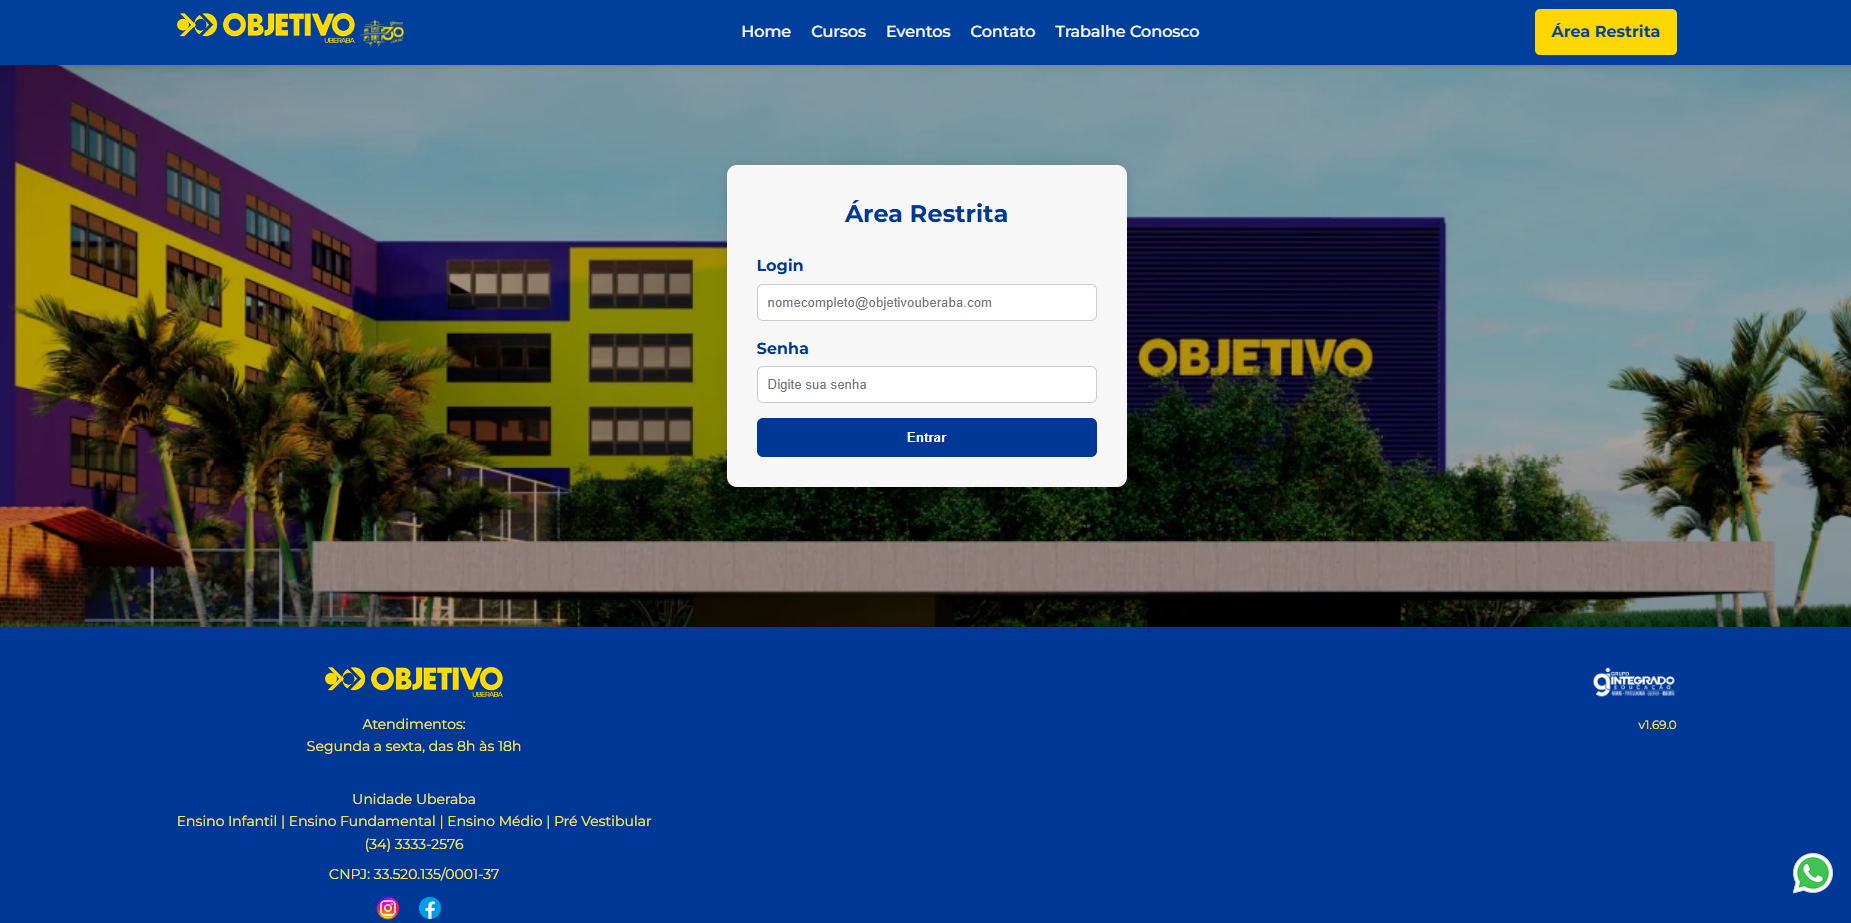 OBJETIVO
UBERABA
30
Home Cursos Eventos Contato Trabalhe Conosco
Área Restrita
Área Restrita
Login
nomecompleto@objetivouberaba.com
Senha
Digite sua senha
Entrar
OBJETIVO
OBJETIVO
UBERABA
Atendimentos:
Segunda a sexta, das 8h às 18h
Unidade Uberaba
Ensino Infantil | Ensino Fundamental | Ensino Médio | Pré Vestibular
(34) 3333-2576
CNPJ: 33.520.135/0001-37
GRUPO
INTEGRADO
EDUCAÇÃO
v1.69.0